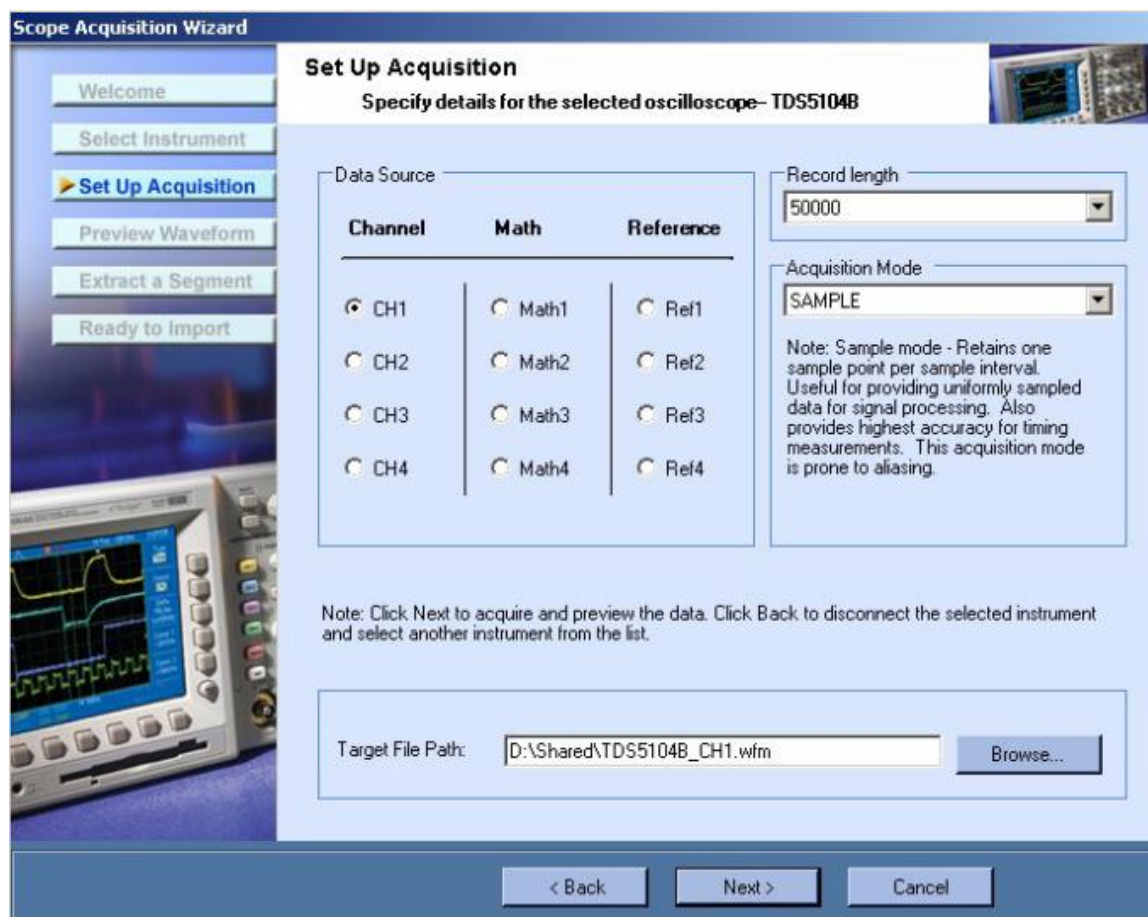 Scope Acquisition Wizard
Welcome
Select Instrument
Set Up Acquisition
Preview Waveform
Extract a Segment
Ready to Import
Set Up Acquisition
Specify details for the selected oscilloscope– TDS5104B
Data Source
Channel Math Reference
CH1 Math1 Ref1
CH2 Math2 Ref2
CH3 Math3 Ref3
CH4 Math4 Ref4
Record length
50000
Acquisition Mode
SAMPLE
Note: Sample mode - Retains one
sample point per sample interval.
Useful for providing uniformly sampled
data for signal processing. Also
provides highest accuracy for timing
measurements. This acquisition mode
is prone to aliasing.
Note: Click Next to acquire and preview the data. Click Back to disconnect the selected instrument
and select another instrument from the list.
Target File Path: D:\Shared\TDS5104B_CH1.wfm Browse...
< Back Next > Cancel